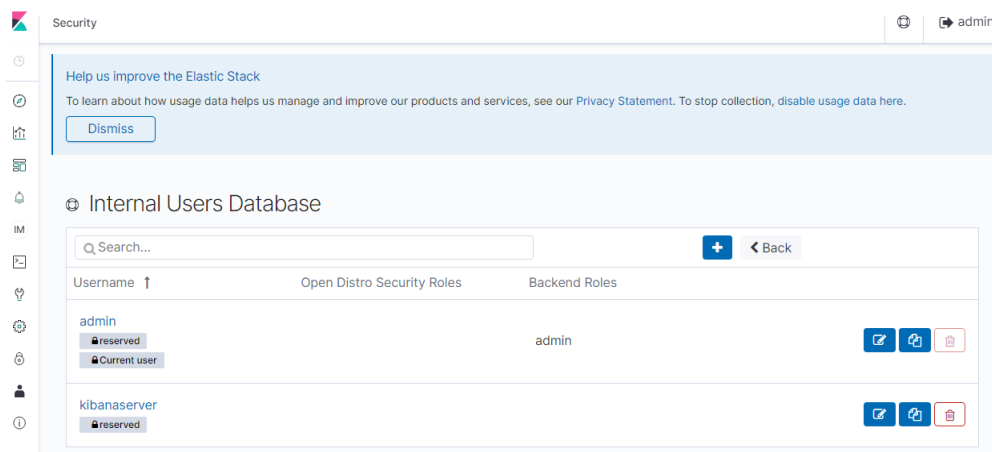 Security
admin
Help us improve the Elastic Stack
To learn about how usage data helps us manage and improve our products and services, see our Privacy Statement. To stop collection, disable usage data here.
Dismiss
IM
Internal Users Database
Search...
Back
Username Open Distro Security Roles Backend Roles
admin
reserved
Current user
admin
kibanaserver
reserved